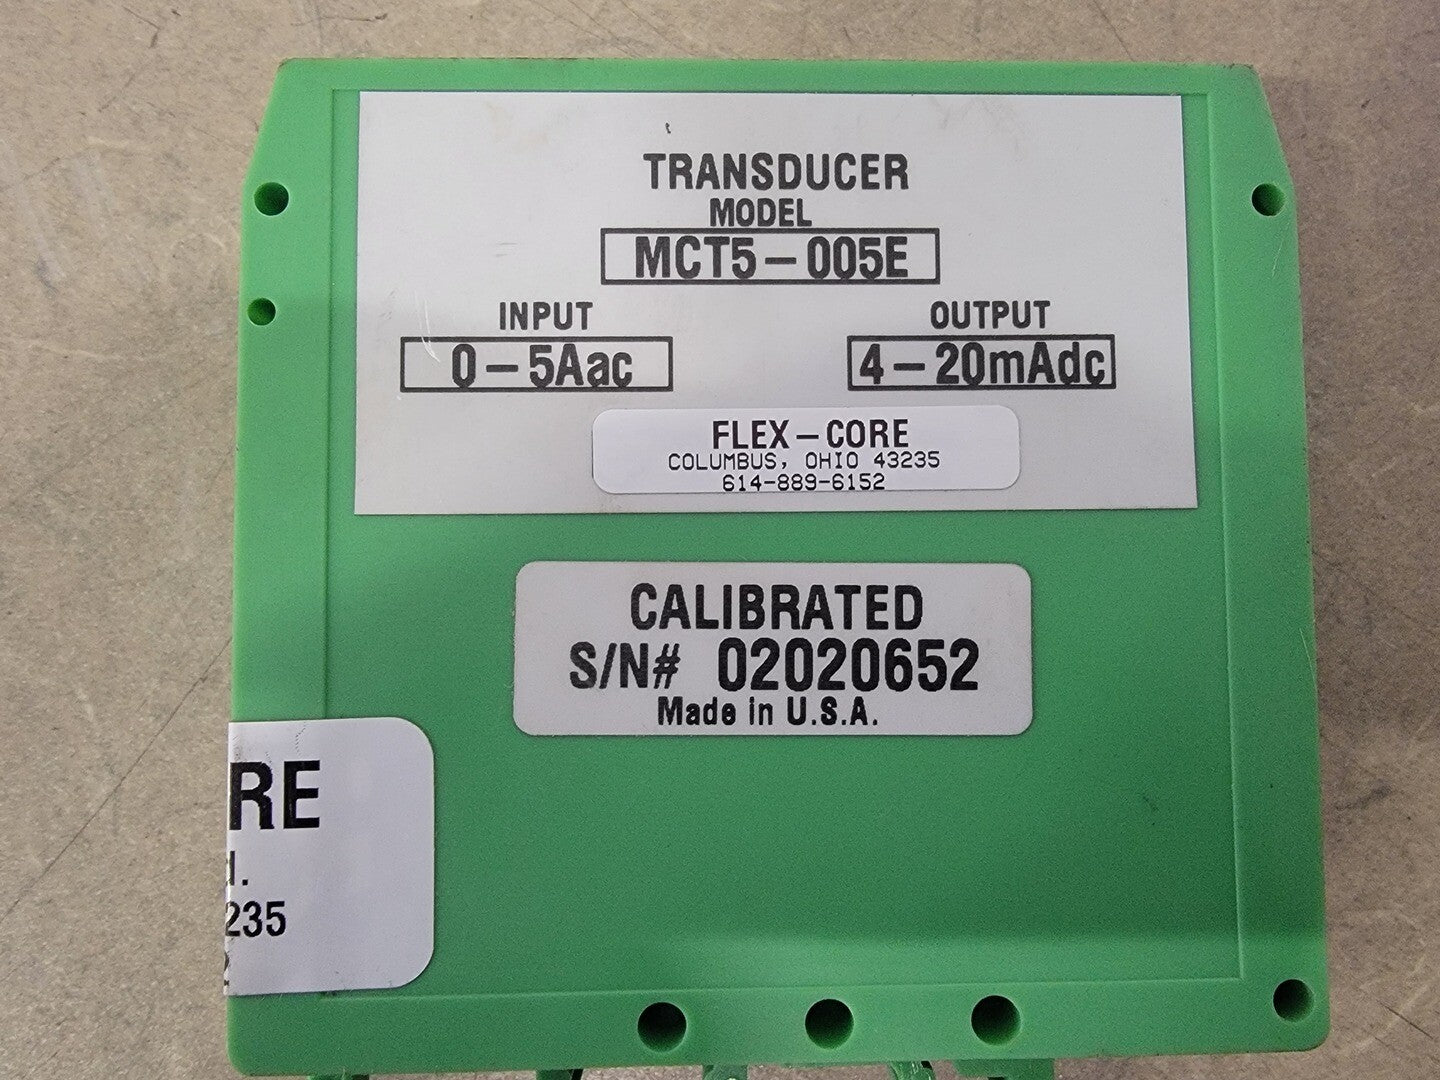 TRANSDUCER
MODEL
MCT5-005E
INPUT
OUTPUT
0-5Aac
4-20mAdc
FLEX-CORE
COLUMBUS, OHIO 43235
614-889-6152
CALIBRATED
S/N# 02020652
Made in U.S.A.
RE
235